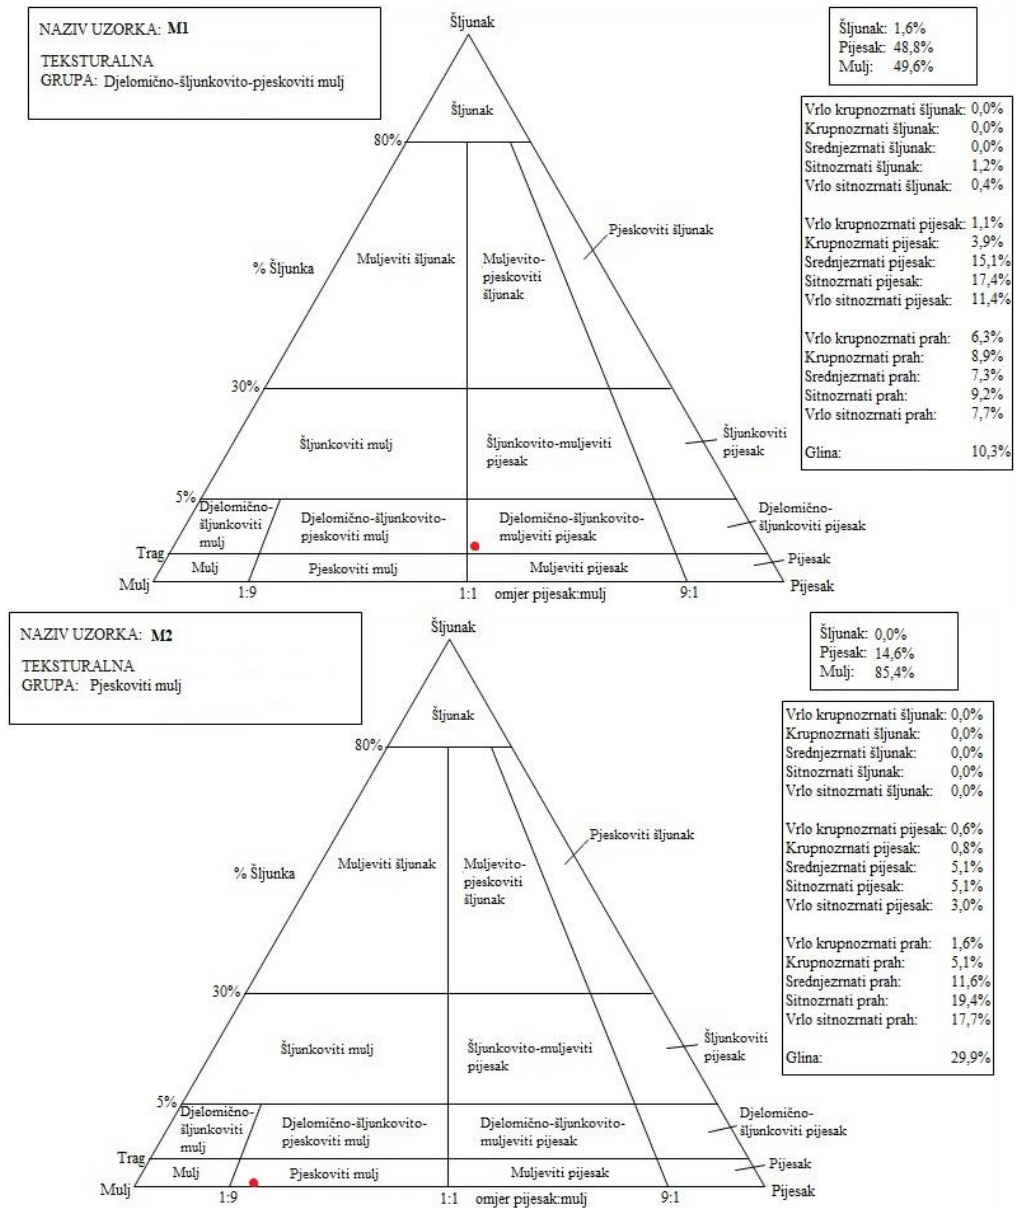 NAZIV UZORKA: M1
TEKSTURALNA
GRUPA: Djelomično-šljunkovito-pjeskoviti mulj
Šljunak: 1,6%
Pijesak: 48,8%
Mulj: 49,6%
Vrlo krupnozrnati šljunak: 0,0%
Krupnozrnati šljunak: 0,0%
Srednjezrnati šljunak: 0,0%
Sitnozrnati šljunak: 1,2%
Vrlo sitnozrnati šljunak: 0,4%
Vrlo krupnozrnati pijesak: 1,1%
Krupnozrnati pijesak: 3,9%
Srednjezrnati pijesak: 15,1%
Sitnozrnati pijesak: 17,4%
Vrlo sitnozrnati pijesak: 11,4%
Vrlo krupnozrnati prah: 6,3%
Krupnozrnati prah: 8,9%
Srednjezrnati prah: 7,3%
Sitnozrnati prah: 9,2%
Vrlo sitnozrnati prah: 7,7%
Glina: 10,3%
Šljunak
Šljunak
80%
Pjeskoviti šljunak
% Šljunka
Muljeviti šljunak
Muljevito-
pjeskoviti
šljunak
30%
Šljunkoviti mulj
Šljunkovito-muljeviti
pijesak
Šljunkoviti
pijesak
5%
Djelomično-
šljunkoviti
mulj
Djelomično-šljunkovito-
pjeskoviti mulj
Djelomično-šljunkovito-
muljeviti pijesak
Djelomično-
šljunkoviti pijesak
Trag
Mulj
Pjeskoviti mulj
Muljeviti pijesak
Pijesak
Mulj
1:9
1:1
omjer pijesak:mulj
9:1
Pijesak
NAZIV UZORKA: M2
TEKSTURALNA
GRUPA: Pjeskoviti mulj
Šljunak: 0,0%
Pijesak: 14,6%
Mulj: 85,4%
Vrlo krupnozrnati šljunak: 0,0%
Krupnozrnati šljunak: 0,0%
Srednjezrnati šljunak: 0,0%
Sitnozrnati šljunak: 0,0%
Vrlo sitnozrnati šljunak: 0,0%
Vrlo krupnozrnati pijesak: 0,6%
Krupnozrnati pijesak: 0,8%
Srednjezrnati pijesak: 5,1%
Sitnozrnati pijesak: 5,1%
Vrlo sitnozrnati pijesak: 3,0%
Vrlo krupnozrnati prah: 1,6%
Krupnozrnati prah: 5,1%
Srednjezrnati prah: 11,6%
Sitnozrnati prah: 19,4%
Vrlo sitnozrnati prah: 17,7%
Glina: 29,9%
Šljunak
Šljunak
80%
Pjeskoviti šljunak
% Šljunka
Muljeviti šljunak
Muljevito-
pjeskoviti
šljunak
30%
Šljunkoviti mulj
Šljunkovito-muljeviti
pijesak
Šljunkoviti
pijesak
5%
Djelomično-
šljunkoviti
mulj
Djelomično-šljunkovito-
pjeskoviti mulj
Djelomično-šljunkovito-
muljeviti pijesak
Djelomično-
šljunkoviti pijesak
Trag
Mulj
Pjeskoviti mulj
Muljeviti pijesak
Pijesak
Mulj
1:9
1:1
omjer pijesak:mulj
9:1
Pijesak